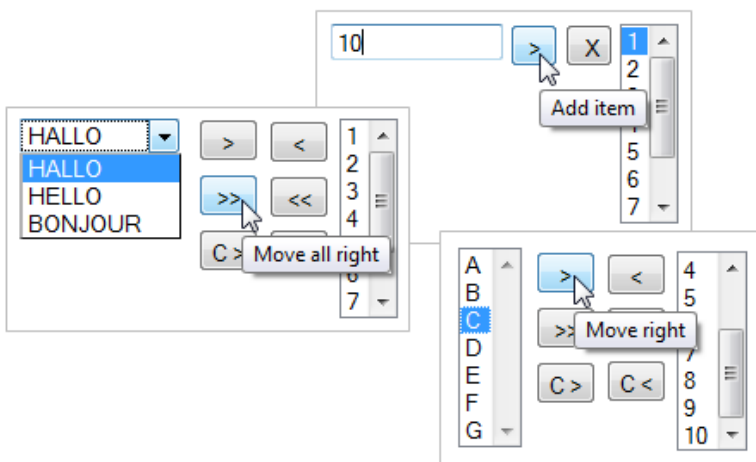 10
>
X
1
2
Add item
5
6
7
HALLO
HALLO
HELLO
BONJOUR
>
<
>>
<<
C >
Move all right
1
2
3
4
7
A
B
C
D
E
F
G
>
<
>>
Move right
C >
C <
4
5
7
8
9
10